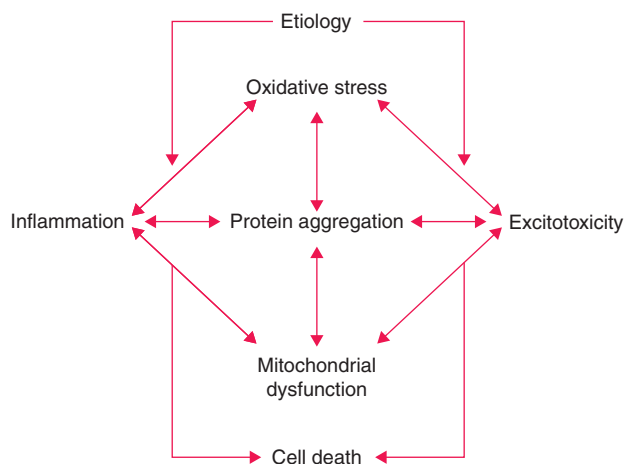 Etiology
Oxidative stress
Inflammation
Protein aggregation
Excitotoxicity
Mitochondrial
dysfunction
Cell death